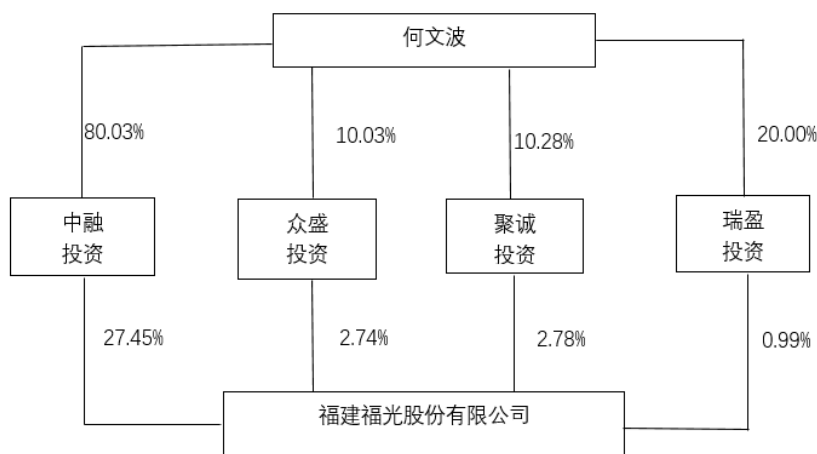 何文波
80.03%
10.03%
10.28%
20.00%
中融
投资
众盛
投资
聚诚
投资
瑞盈
投资
27.45%
2.74%
2.78%
0.99%
福建福光股份有限公司